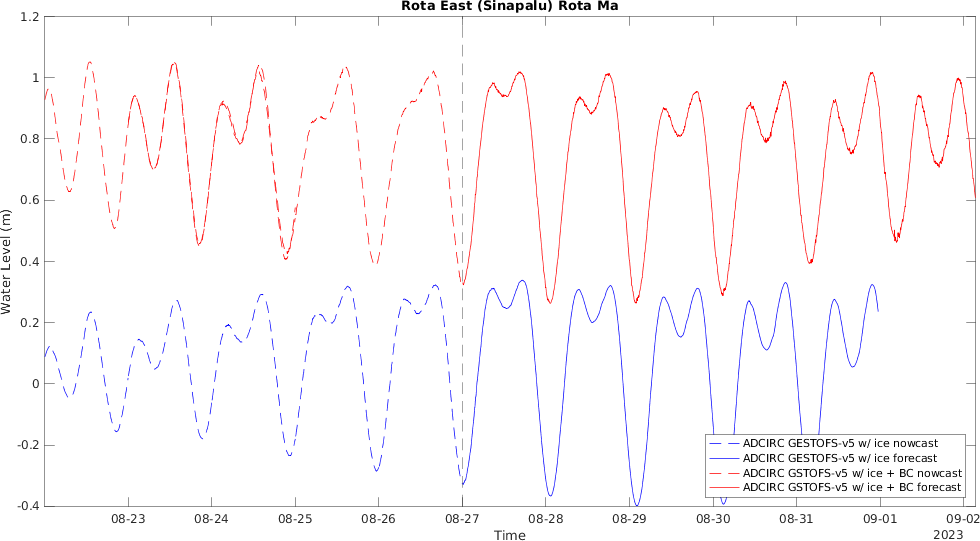 Rota East (Sinapalu) Rota Ma
1.2
1
0.8
0.6
0.4
0.2
0
-0.2
-0.4
Water Level (m)
ADCIRC GESTOFS-v5 w/ ice nowcast
ADCIRC GESTOFS-v5 w/ ice forecast
ADCIRC GSTOFS-v5 w/ ice + BC nowcast
ADCIRC GSTOFS-v5 w/ ice + BC forecast
08-23 08-24 08-25 08-26 08-27 08-28 08-29 08-30 08-31 09-01 09-02
Time 2023